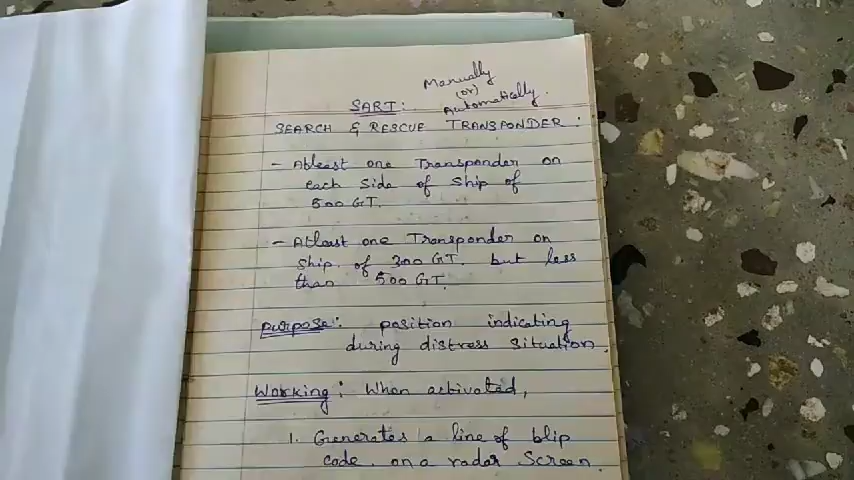 Manually
(or)
SART: Automatically.
SEARCH & RESCUE TRANSPONDER:
- Atleast one Transponder on
each side of ship of
500 GT.
- Atleast one Transponder on
ship of 300 GT. but less
than 500 GT.
purpose: position indicating
during distress situation.
Working: When activated,
1. Generates a line of blip
code on a radar screen.